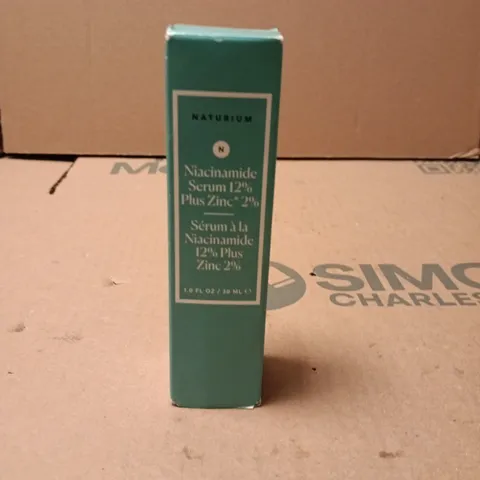 NATURIUM
N
Niacinamide
Serum 12%
Plus Zinc* 2%
Sérum à la
Niacinamide
12% Plus
Zinc 2%
1.0 FL OZ / 30 ML ℮
SIMO
CHARLES